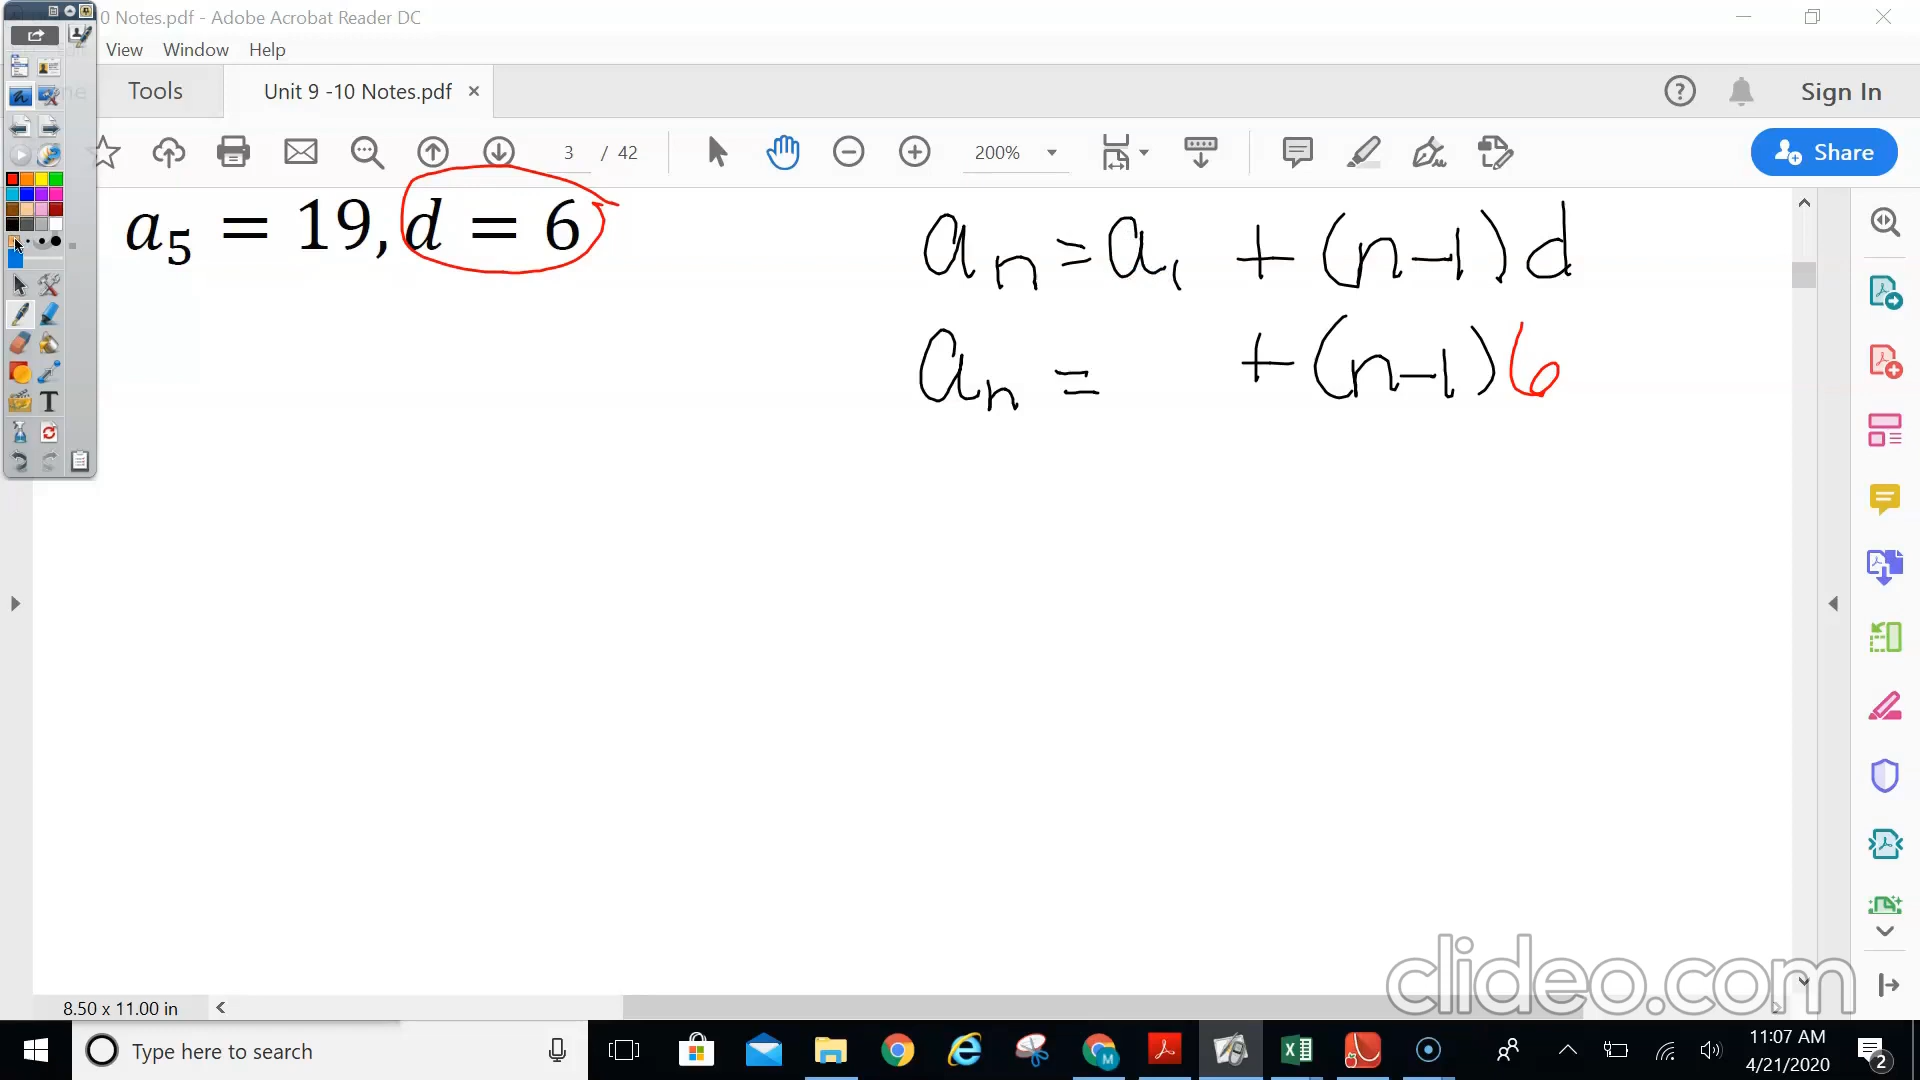 10 Notes.pdf - Adobe Acrobat Reader DC
View Window Help
Tools
Unit 9 -10 Notes.pdf ×
Sign In
3 / 42
200%
Share
a₅ = 19, d = 6
aₙ = a₁ + (n-1)d
aₙ = + (n-1)6
T
8.50 x 11.00 in
clideo.com
Type here to search
M
11:07 AM
4/21/2020
2